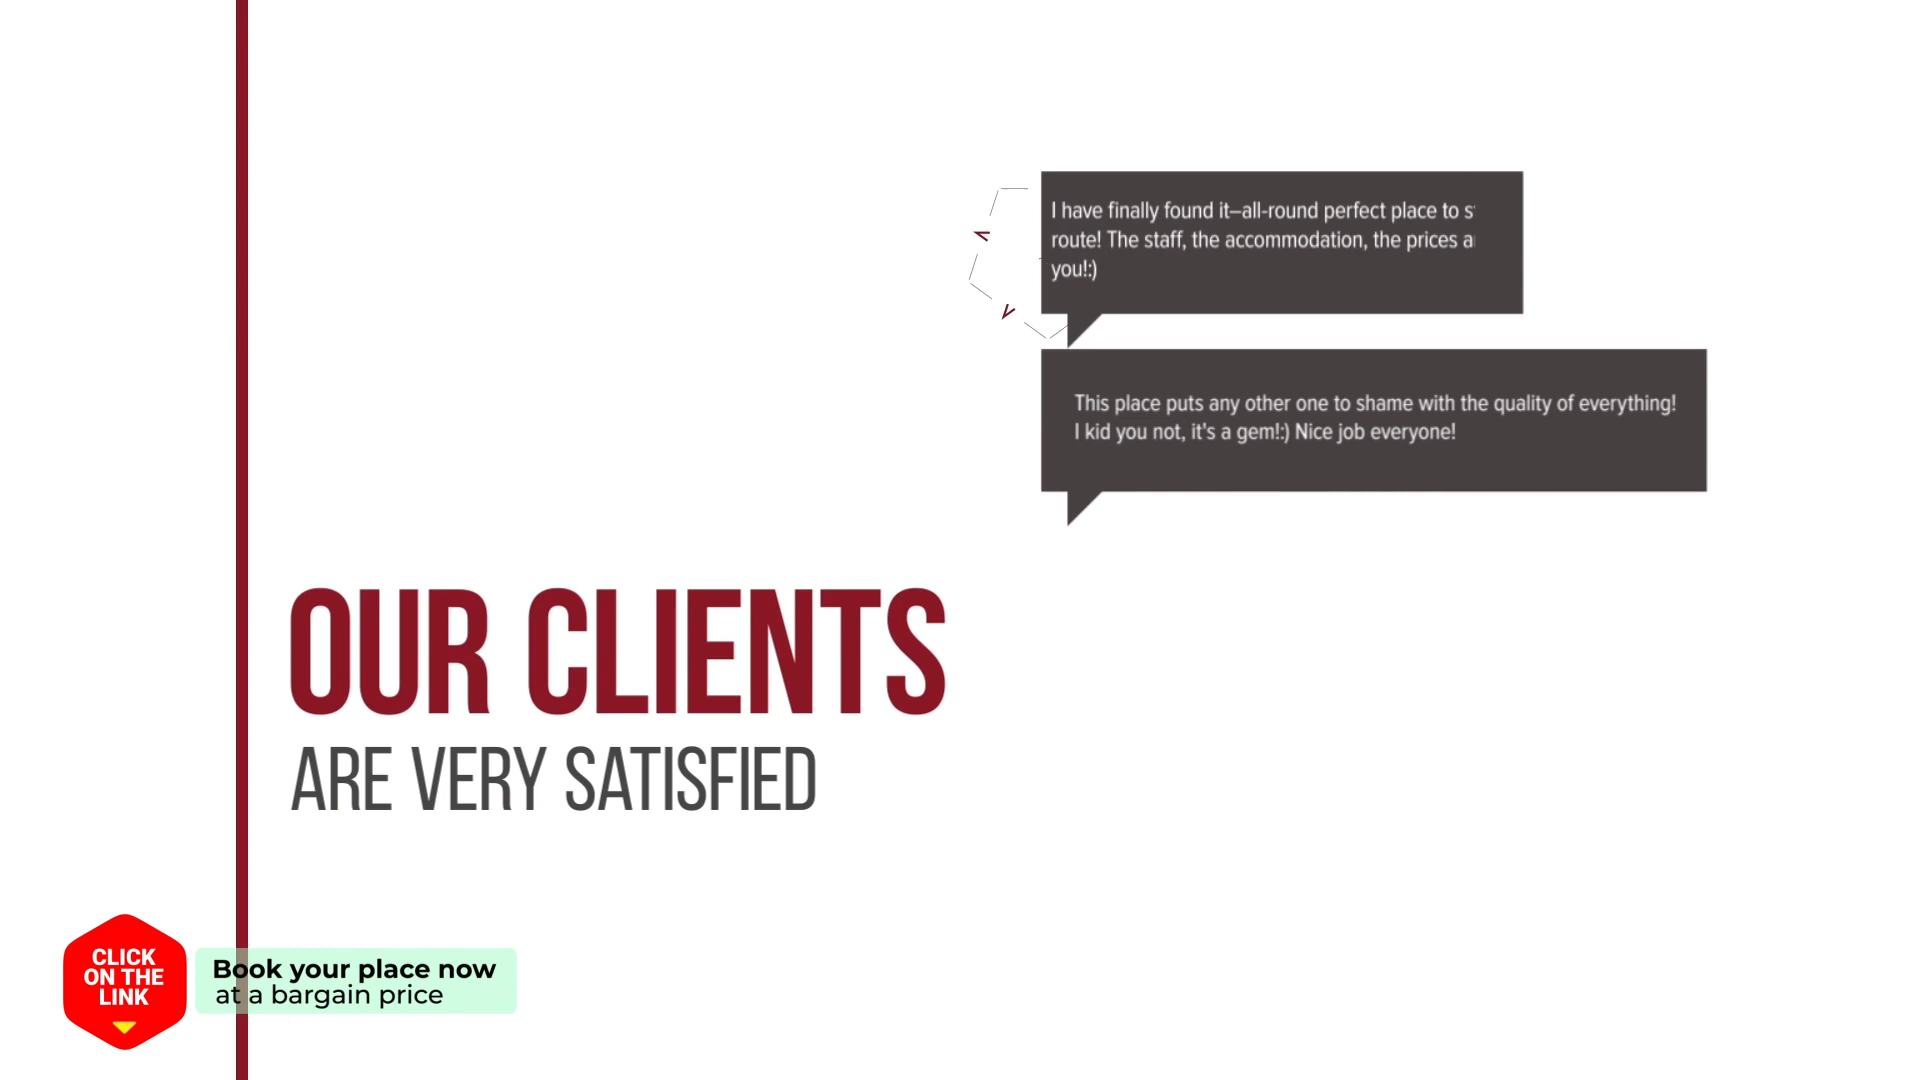 I have finally found it–all-round perfect place to
route! The staff, the accommodation, the prices
you!:)
This place puts any other one to shame with the quality of everything!
I kid you not, it's a gem!:) Nice job everyone!
OUR CLIENTS
ARE VERY SATISFIED
CLICK
ON THE
LINK
Book your place now
at a bargain price